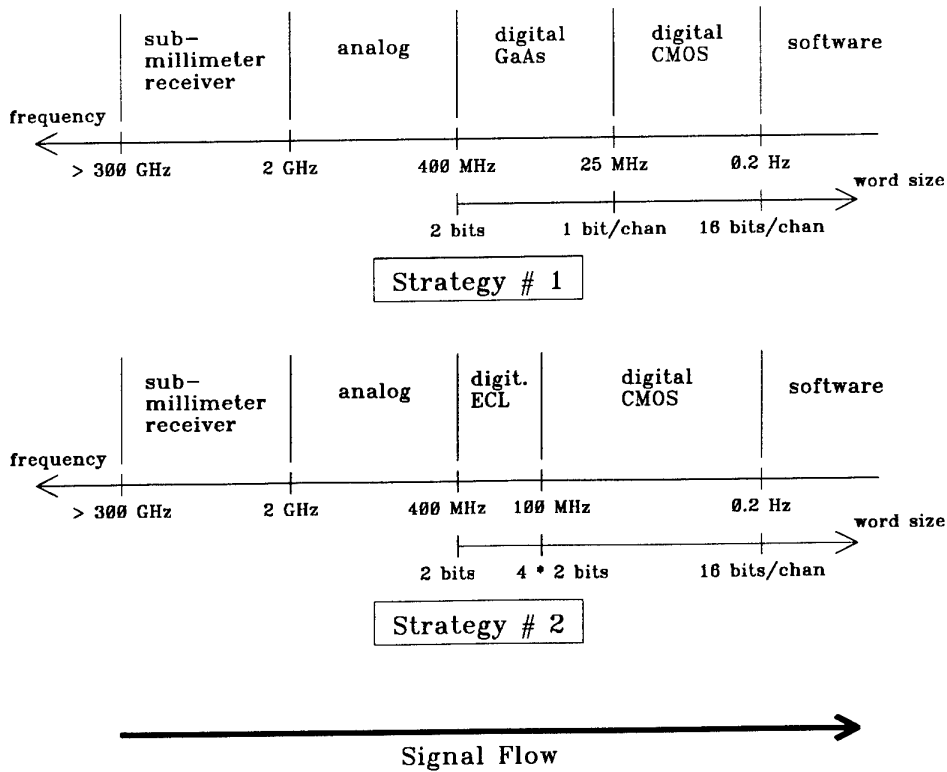 sub-
millimeter
receiver
analog
digital
GaAs
digital
CMOS
software
frequency
> 300 GHz
2 GHz
400 MHz
25 MHz
0.2 Hz
word size
2 bits
1 bit/chan
16 bits/chan
Strategy # 1
sub-
millimeter
receiver
analog
digit.
ECL
digital
CMOS
software
frequency
> 300 GHz
2 GHz
400 MHz
100 MHz
0.2 Hz
word size
2 bits
4 * 2 bits
16 bits/chan
Strategy # 2
Signal Flow